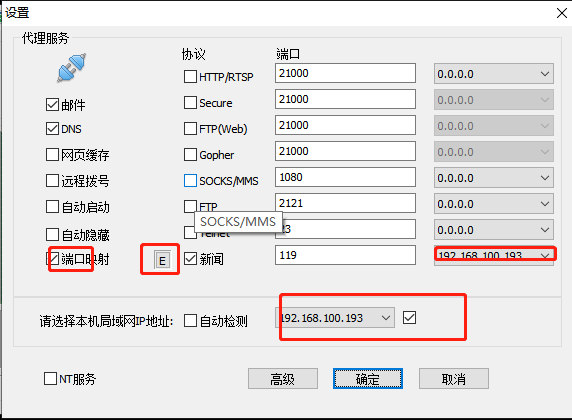 设置
代理服务
协议
端口
HTTP/RTSP
21000
0.0.0.0
邮件
Secure
21000
0.0.0.0
DNS
FTP(Web)
21000
0.0.0.0
网页缓存
Gopher
21000
0.0.0.0
远程拨号
SOCKS/MMS
1080
0.0.0.0
自动启动
FTP
2121
0.0.0.0
SOCKS/MMS
自动隐藏
Telnet
23
0.0.0.0
端口映射
E
新闻
119
192.168.100.193
请选择本机局域网IP地址:
自动检测
192.168.100.193
NT服务
高级
确定
取消